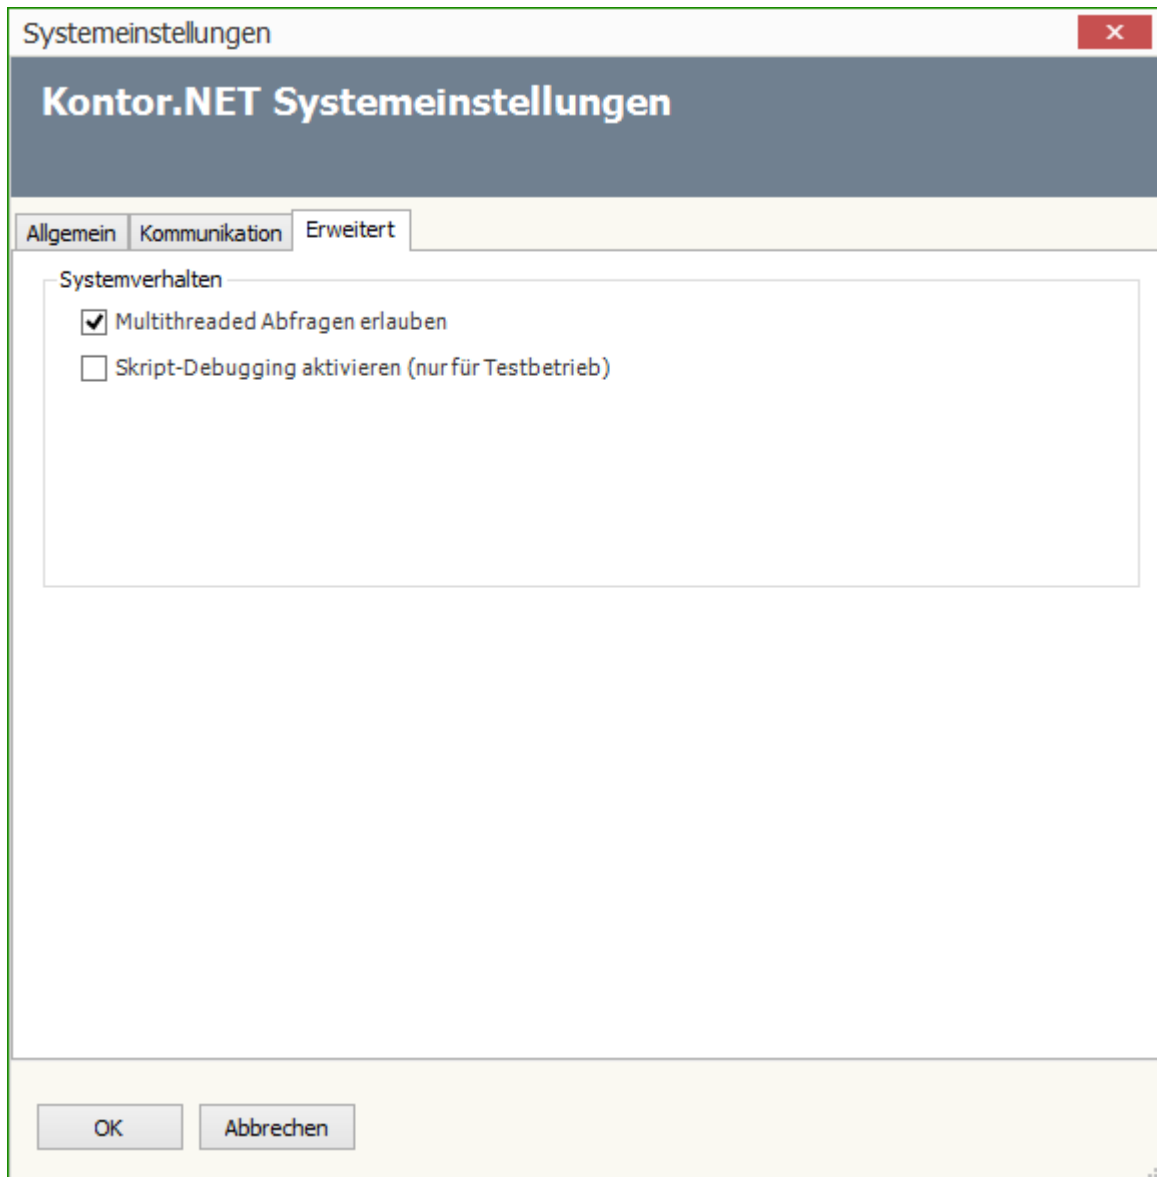 Systemeinstellungen
Kontor.NET Systemeinstellungen
Allgemein Kommunikation Erweitert
Systemverhalten
Multithreaded Abfragen erlauben
Skript-Debugging aktivieren (nur für Testbetrieb)
OK Abbrechen